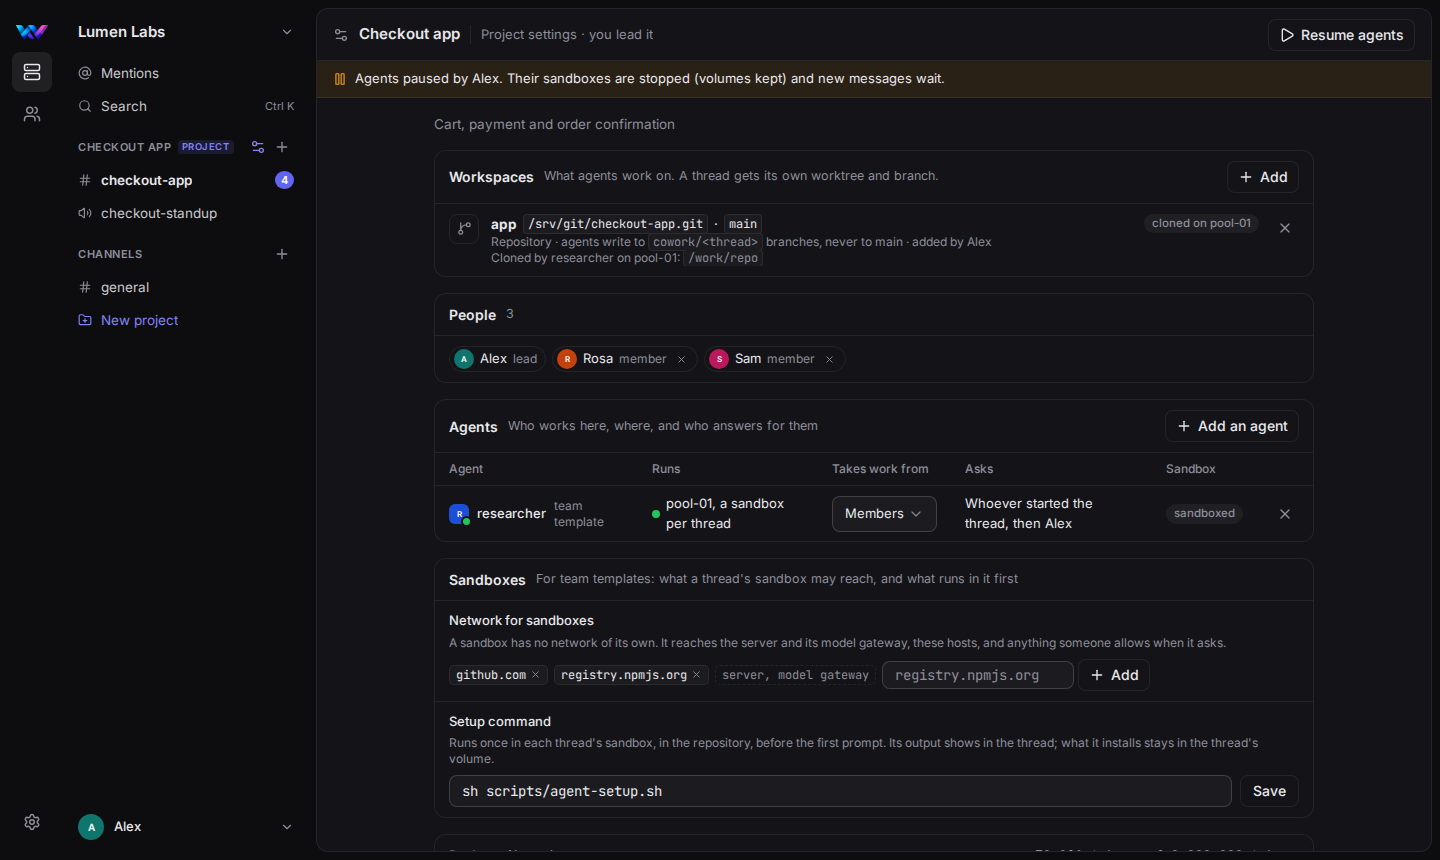 Lumen Labs
Mentions
Search Ctrl K
CHECKOUT APP PROJECT
checkout-app 4
checkout-standup
CHANNELS
general
New project
A Alex
Checkout app Project settings · you lead it Resume agents
Agents paused by Alex. Their sandboxes are stopped (volumes kept) and new messages wait.
Cart, payment and order confirmation
Workspaces What agents work on. A thread gets its own worktree and branch. Add
app /srv/git/checkout-app.git · main cloned on pool-01
Repository · agents write to cowork/<thread> branches, never to main · added by Alex
Cloned by researcher on pool-01: /work/repo
People 3
A Alex lead R Rosa member S Sam member
Agents Who works here, where, and who answers for them Add an agent
Agent Runs Takes work from Asks Sandbox
R researcher team template pool-01, a sandbox per thread Members Whoever started the thread, then Alex sandboxed
Sandboxes For team templates: what a thread's sandbox may reach, and what runs in it first
Network for sandboxes
A sandbox has no network of its own. It reaches the server and its model gateway, these hosts, and anything someone allows when it asks.
github.com registry.npmjs.org server, model gateway registry.npmjs.org Add
Setup command
Runs once in each thread's sandbox, in the repository, before the first prompt. Its output shows in the thread; what it installs stays in the thread's
volume.
sh scripts/agent-setup.sh Save